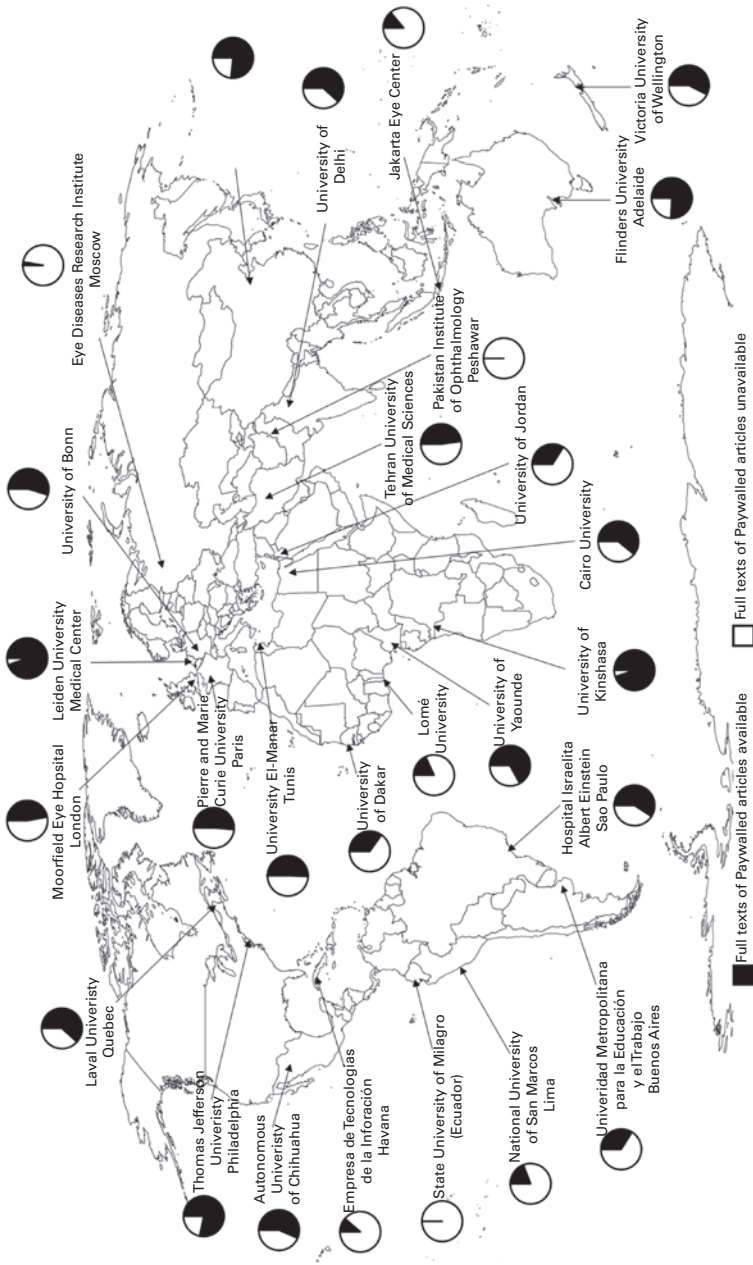 Eye Diseases Research Institute
Moscow
University of Bonn
Leiden University
Medical Center
Moorfield Eye Hopsital
London
Laval Univeristy
Quebec
Thomas Jefferson
Univeristy
Philadelphia
Autonomous
Univeristy
of Chihuahua
Empresa de Tecnologías
de la Inforación
Havana
State University of Milagro
(Ecuador)
National University
of San Marcos
Lima
Univeridad Metropolitana
para la Educación
y el Trabajo
Buenos Aires
Pierre and Marie
Curie University
Paris
University El-Manar
Tunis
University
of Dakar
Lomé
University
University of
Yaounde
Hospital Israelita
Albert Einstein
Sao Paulo
University of
Kinshasa
Cairo University
University of Jordan
Tehran University
of Medical Sciences
Pakistan Institute
of Ophthalmology
Peshawar
University of
Delhi
Jakarta Eye Center
Flinders University
Adelaide
Victoria University
of Wellington
Full texts of Paywalled articles available
Full texts of Paywalled articles unavailable